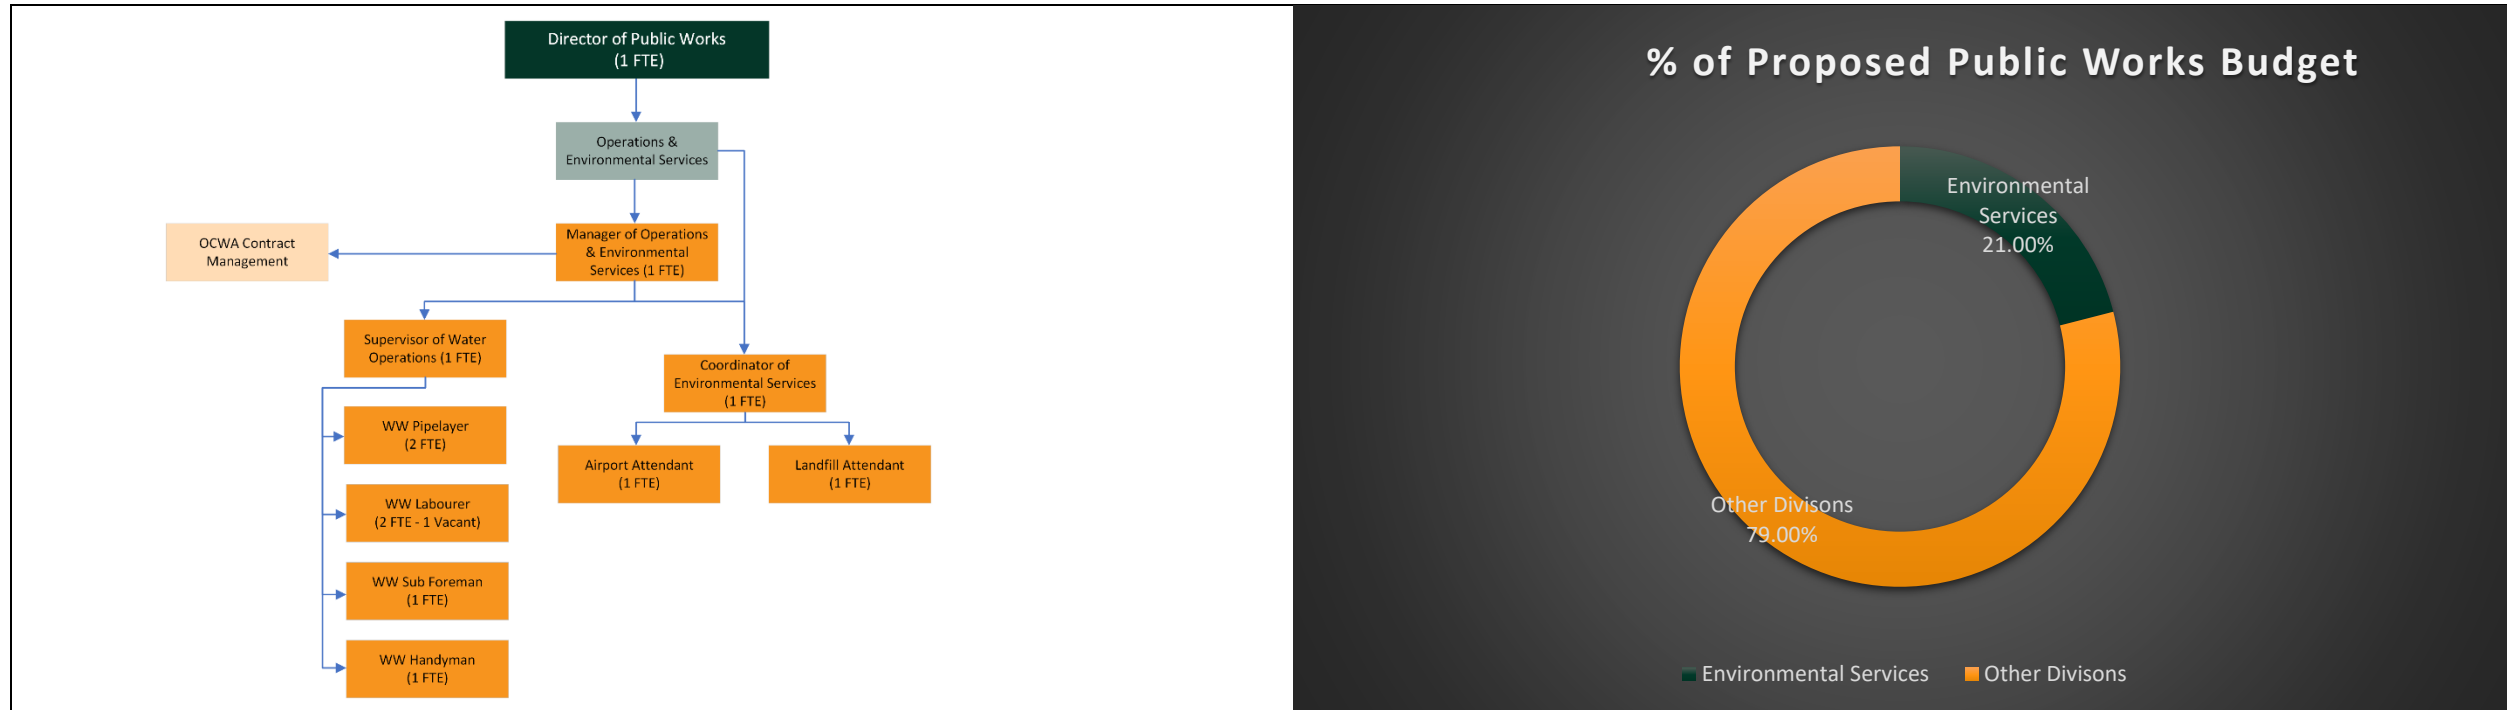 Director of Public Works
(1 FTE)
Operations &
Environmental Services
OCWA Contract
Management
Manager of Operations
& Environmental
Services (1 FTE)
Supervisor of Water
Operations (1 FTE)
Coordinator of
Environmental Services
(1 FTE)
WW Pipelayer
(2 FTE)
Airport Attendant
(1 FTE)
Landfill Attendant
(1 FTE)
WW Labourer
(2 FTE - 1 Vacant)
WW Sub Foreman
(1 FTE)
WW Handyman
(1 FTE)
% of Proposed Public Works Budget
Environmental
Services
21.00%
Other Divisons
79.00%
Environmental Services
Other Divisons